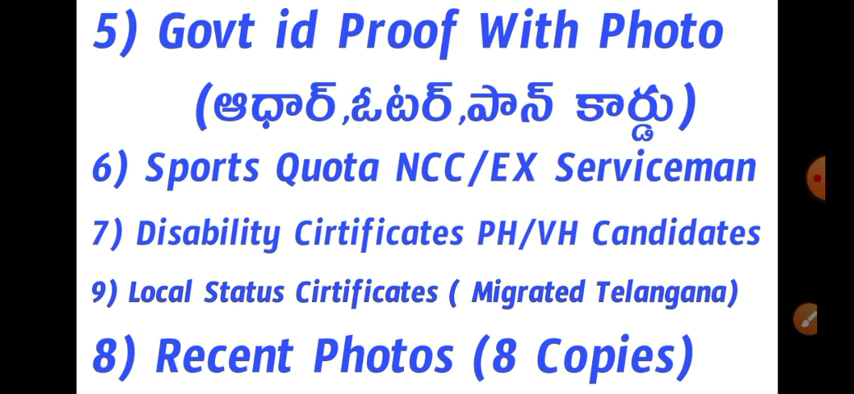 5) Govt id Proof With Photo
(ఆధార్,ఓటర్,పాన్ కార్డు)
6) Sports Quota NCC/EX Serviceman
7) Disability Cirtificates PH/VH Candidates
9) Local Status Cirtificates ( Migrated Telangana)
8) Recent Photos (8 Copies)